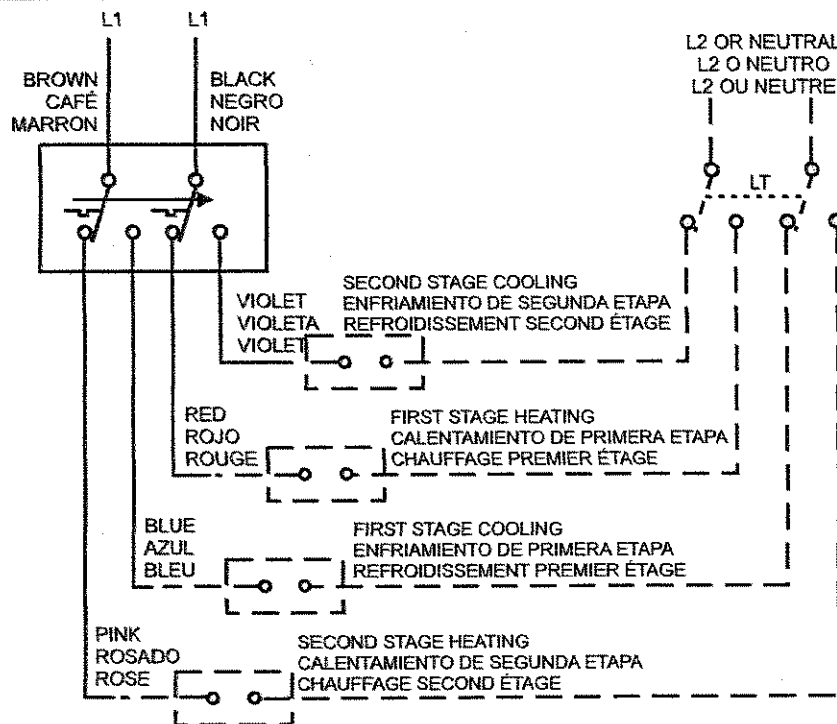 L1
L1
BROWN
CAFÉ
MARRON
BLACK
NEGRO
NOIR
L2 OR NEUTRAL
L2 O NEUTRO
L2 OU NEUTRE
LT
VIOLET
VIOLETA
VIOLET
SECOND STAGE COOLING
ENFRIAMIENTO DE SEGUNDA ETAPA
REFROIDISSEMENT SECOND ÉTAGE
RED
ROJO
ROUGE
FIRST STAGE HEATING
CALENTAMIENTO DE PRIMERA ETAPA
CHAUFFAGE PREMIER ÉTAGE
BLUE
AZUL
BLEU
FIRST STAGE COOLING
ENFRIAMIENTO DE PRIMERA ETAPA
REFROIDISSEMENT PREMIER ÉTAGE
PINK
ROSADO
ROSE
SECOND STAGE HEATING
CALENTAMIENTO DE SEGUNDA ETAPA
CHAUFFAGE SECOND ÉTAGE